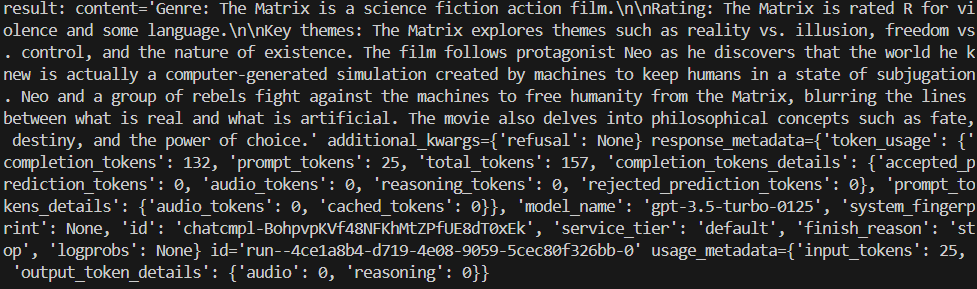 result: content='Genre: The Matrix is a science fiction action film.\n\nRating: The Matrix is rated R for vi
olence and some language.\n\nKey themes: The Matrix explores themes such as reality vs. illusion, freedom vs
. control, and the nature of existence. The film follows protagonist Neo as he discovers that the world he k
new is actually a computer-generated simulation created by machines to keep humans in a state of subjugation
. Neo and a group of rebels fight against the machines to free humanity from the Matrix, blurring the lines
between what is real and what is artificial. The movie also delves into philosophical concepts such as fate,
 destiny, and the power of choice.' additional_kwargs={'refusal': None} response_metadata={'token_usage': {'
completion_tokens': 132, 'prompt_tokens': 25, 'total_tokens': 157, 'completion_tokens_details': {'accepted_p
rediction_tokens': 0, 'audio_tokens': 0, 'reasoning_tokens': 0, 'rejected_prediction_tokens': 0}, 'prompt_to
kens_details': {'audio_tokens': 0, 'cached_tokens': 0}}, 'model_name': 'gpt-3.5-turbo-0125', 'system_fingerp
rint': None, 'id': 'chatcmpl-BohpvpKVf48NFKhMtZPfUE8dT0xEk', 'service_tier': 'default', 'finish_reason': 'st
op', 'logprobs': None} id='run--4ce1a8b4-d719-4e08-9059-5cec80f326bb-0' usage_metadata={'input_tokens': 25,
 'output_token_details': {'audio': 0, 'reasoning': 0}}